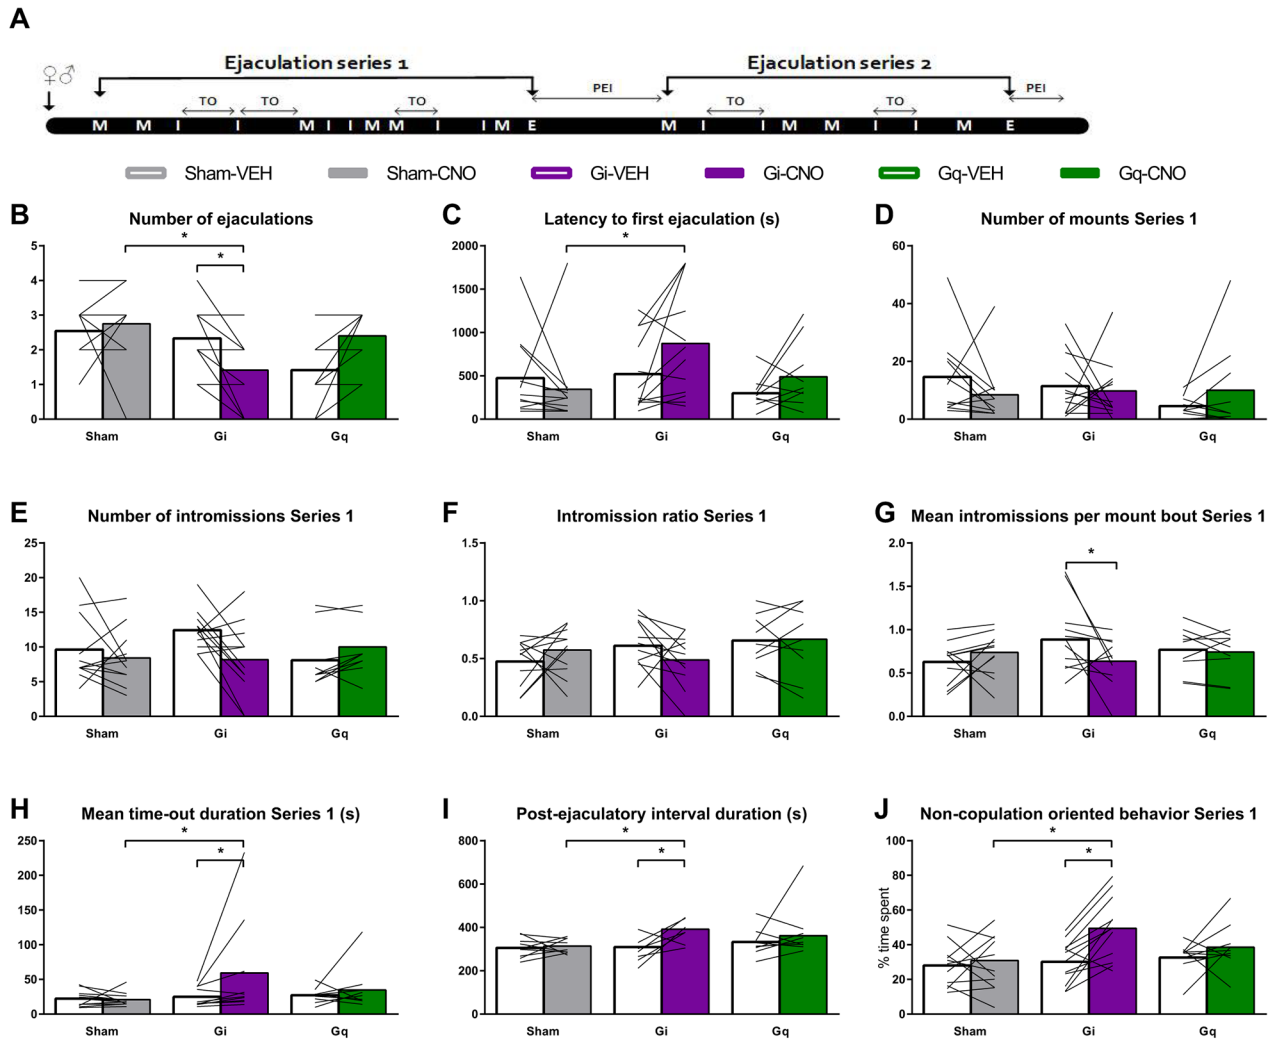 A
Ejaculation series 1
Ejaculation series 2
♀♂
PEI
PEI
TO
TO
TO
TO
TO
M M I I M I I M M I I M E M I I M M I I M E
Sham-VEH Sham-CNO Gi-VEH Gi-CNO Gq-VEH Gq-CNO
B
Number of ejaculations
*
*
5
4
3
2
1
0
Sham Gi Gq
C
Latency to first ejaculation (s)
*
2000
1500
1000
500
0
Sham Gi Gq
D
Number of mounts Series 1
60
40
20
0
Sham Gi Gq
E
Number of intromissions Series 1
25
20
15
10
5
0
Sham Gi Gq
F
Intromission ratio Series 1
1.5
1.0
0.5
0.0
Sham Gi Gq
G
Mean intromissions per mount bout Series 1
*
2.0
1.5
1.0
0.5
0.0
Sham Gi Gq
H
Mean time-out duration Series 1 (s)
*
*
250
200
150
100
50
0
Sham Gi Gq
I
Post-ejaculatory interval duration (s)
*
*
800
600
400
200
0
Sham Gi Gq
J
Non-copulation oriented behavior Series 1
*
*
% time spent
100
80
60
40
20
0
Sham Gi Gq